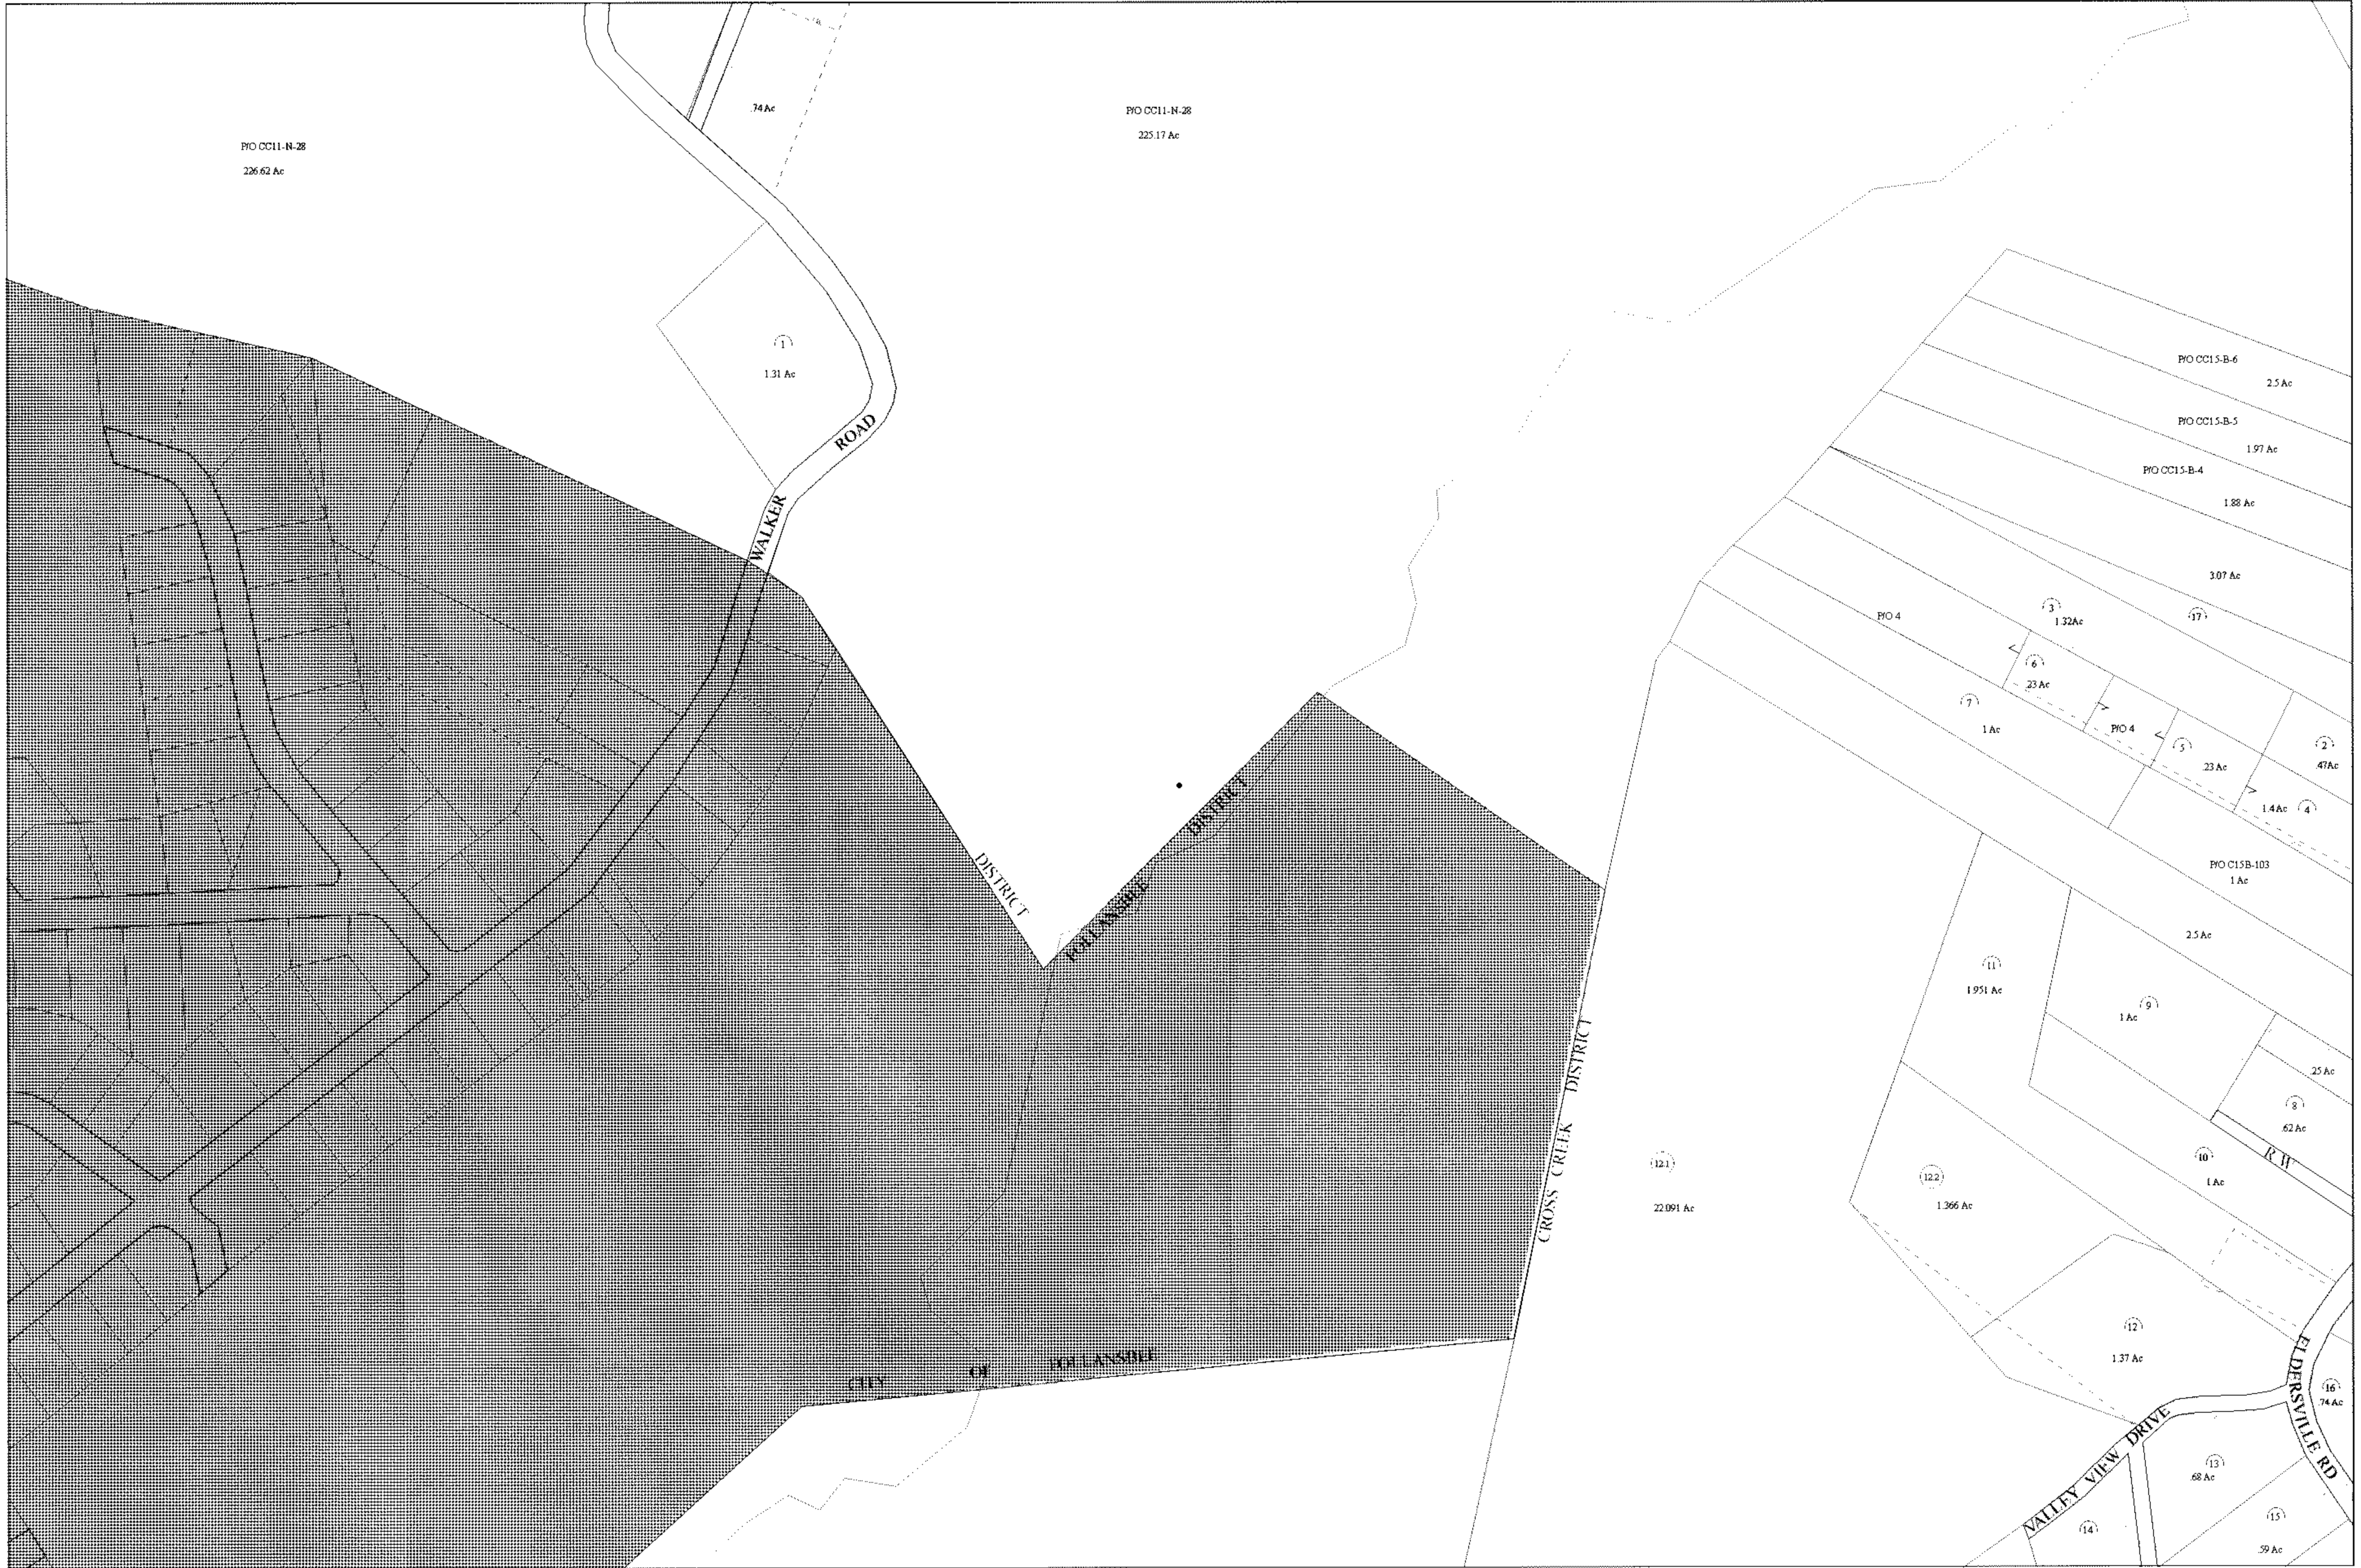 P/O CC11-N-28
226.62 Ac
.74 Ac
P/O CC11-N-28
225.17 Ac
1
1.31 Ac
WALKER ROAD
P/O CC15-B-6
2.5 Ac
P/O CC15-B-5
1.97 Ac
P/O CC15-B-4
1.88 Ac
3.07 Ac
17
3
1.32Ac
P/O 4
6
.23 Ac
7
1 Ac
P/O 4
5
.23 Ac
2
.47Ac
1.4 Ac
4
P/O C15B-103
1 Ac
2.5 Ac
DISTRICT
FOLLANSBEE DISTRICT
CROSS CREEK DISTRICT
CITY OF FOLLANSBEE
11
1.951 Ac
9
1 Ac
.25 Ac
8
.62 Ac
R W
10
1 Ac
12.1
22.091 Ac
12.2
1.366 Ac
12
1.37 Ac
ELDERSVILLE RD
16
.74 Ac
VALLEY VIEW DRIVE
13
.68 Ac
14
15
.59 Ac